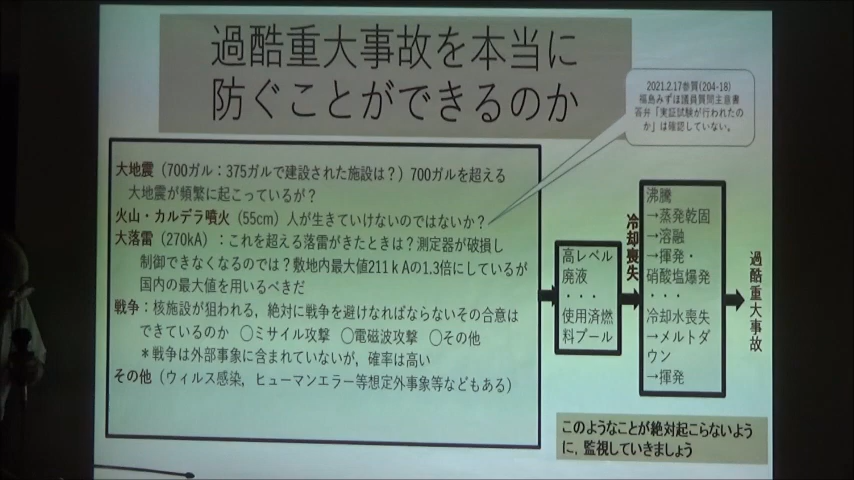 過酷重大事故を本当に
防ぐことができるのか
2021.2.17参質(204-18)
福島みずほ議員質問主意書
答弁「実証試験が行われたの
か」は確認していない。
大地震（700ガル：375ガルで建設された施設は？）700ガルを超える
大地震が頻繁に起こっているが？
火山・カルデラ噴火（55cm）人が生きていけないのではないか？
大落雷（270kA）：これを超える落雷がきたときは？測定器が破損し
制御できなくなるのでは？敷地内最大値211ｋAの1.3倍にしているが
国内の最大値を用いるべきだ
戦争：核施設が狙われる，絶対に戦争を避けなければならないその合意は
できているのか　〇ミサイル攻撃　〇電磁波攻撃　〇その他
＊戦争は外部事象に含まれていないが，確率は高い
その他（ウィルス感染，ヒューマンエラー等想定外事象等などもある）
高レベル
廃液
・・・
使用済燃
料プール
冷却喪失
沸騰
→蒸発乾固
→溶融
→揮発・
硝酸塩爆発
・・・
冷却水喪失
→メルトダ
ウン
→揮発
過酷重大事故
このようなことが絶対起こらないよう
に，監視していきましょう